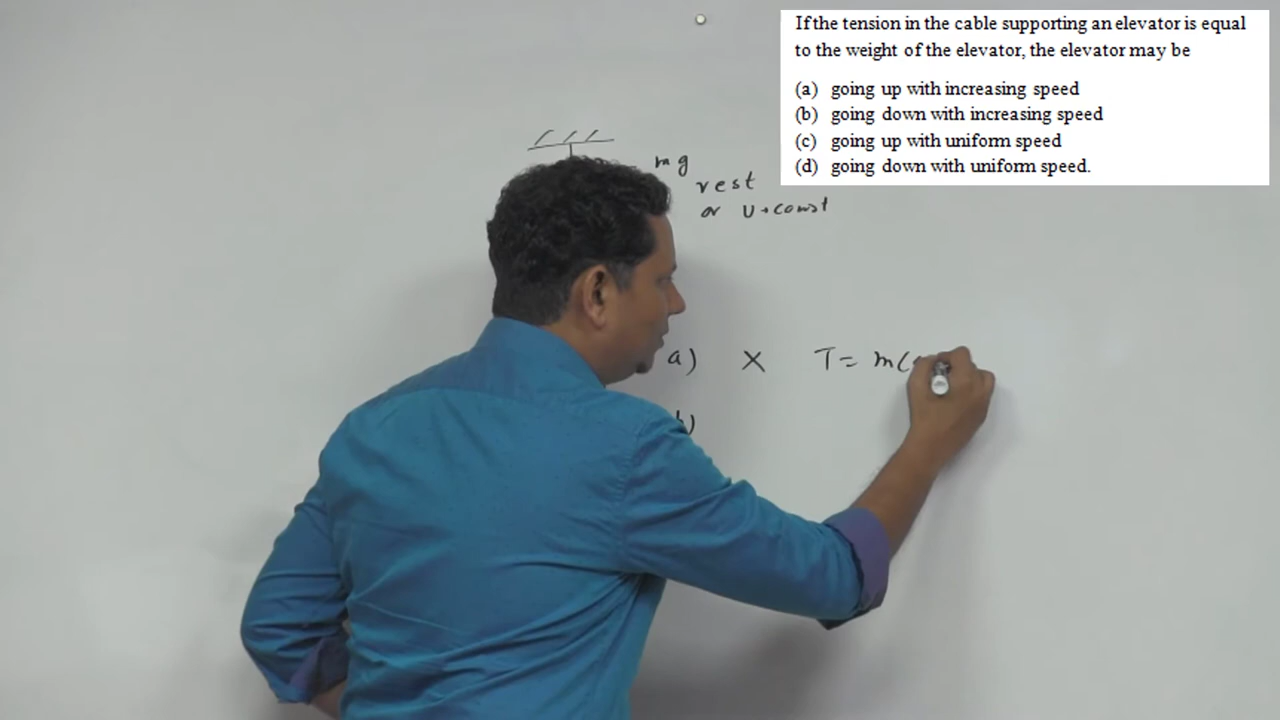 If the tension in the cable supporting an elevator is equal
to the weight of the elevator, the elevator may be
(a) going up with increasing speed
(b) going down with increasing speed
(c) going up with uniform speed
(d) going down with uniform speed.
mg
rest
or v→const
a) X T= m(
b)